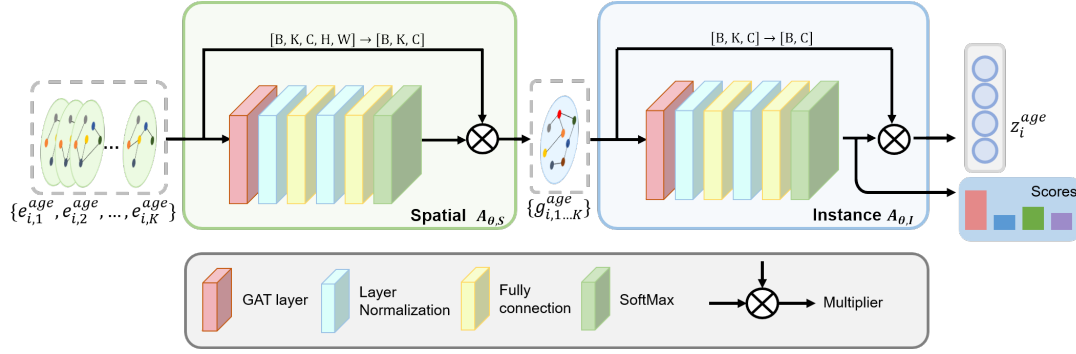 [B, K, C, H, W] → [B, K, C]
[B, K, C] → [B, C]
...
{e_{i,1}^{age}, e_{i,2}^{age}, ..., e_{i,K}^{age}}
Spatial A_{θ,S}
{g_{i,1...K}^{age}}
Instance A_{θ,I}
z_i^{age}
Scores
GAT layer
Layer
Normalization
Fully
connection
SoftMax
Multiplier